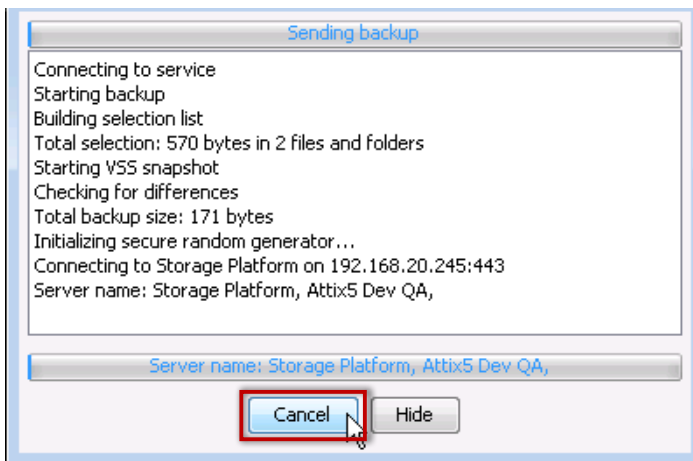 Sending backup
Connecting to service
Starting backup
Building selection list
Total selection: 570 bytes in 2 files and folders
Starting VSS snapshot
Checking for differences
Total backup size: 171 bytes
Initializing secure random generator...
Connecting to Storage Platform on 192.168.20.245:443
Server name: Storage Platform, Attix5 Dev QA,
Server name: Storage Platform, Attix5 Dev QA,
Cancel Hide